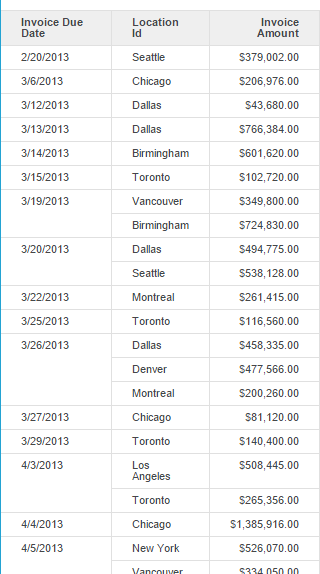 Invoice Due Date Location Id Invoice Amount
2/20/2013 Seattle $379,002.00
3/6/2013 Chicago $206,976.00
3/12/2013 Dallas $43,680.00
3/13/2013 Dallas $766,384.00
3/14/2013 Birmingham $601,620.00
3/15/2013 Toronto $102,720.00
3/19/2013 Vancouver $349,800.00
Birmingham $724,830.00
3/20/2013 Dallas $494,775.00
Seattle $538,128.00
3/22/2013 Montreal $261,415.00
3/25/2013 Toronto $116,560.00
3/26/2013 Dallas $458,335.00
Denver $477,566.00
Montreal $200,260.00
3/27/2013 Chicago $81,120.00
3/29/2013 Toronto $140,400.00
4/3/2013 Los Angeles $508,445.00
Toronto $265,356.00
4/4/2013 Chicago $1,385,916.00
4/5/2013 New York $526,070.00
Vancouver $334,050.00